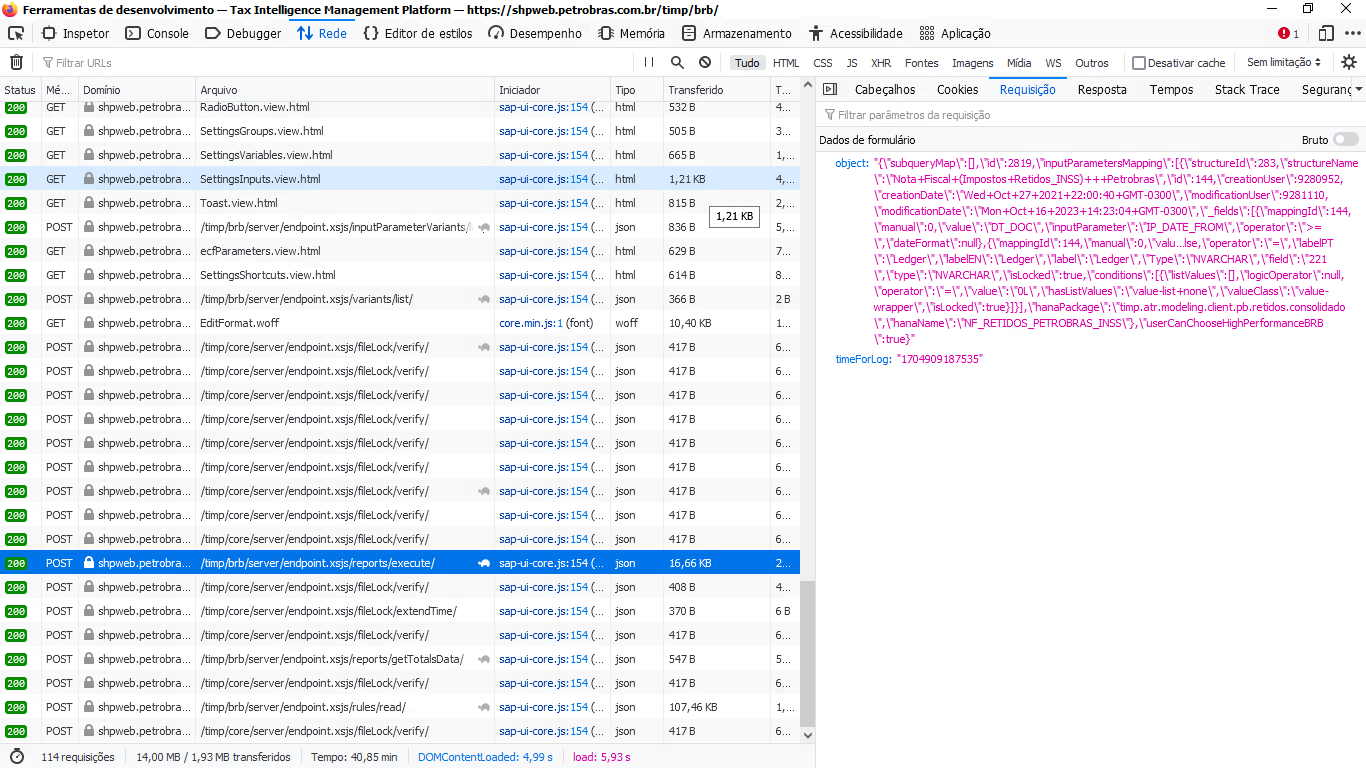 Ferramentas de desenvolvimento — Tax Intelligence Management Platform — https://shpweb.petrobras.com.br/timp/brb/
Inspetor Console Debugger Rede Editor de estilos Desempenho Memória Armazenamento Acessibilidade Aplicação 1
Filtrar URLs Tudo HTML CSS JS XHR Fontes Imagens Mídia WS Outros Desativar cache Sem limitação
Status Mé... Domínio Arquivo Iniciador Tipo Transferido T...
200 GET shpweb.petrobra... RadioButton.view.html sap-ui-core.js:154 (... html 532 B 4...
200 GET shpweb.petrobra... SettingsGroups.view.html sap-ui-core.js:154 (... html 505 B 3...
200 GET shpweb.petrobra... SettingsVariables.view.html sap-ui-core.js:154 (... html 665 B 1,...
200 GET shpweb.petrobra... SettingsInputs.view.html sap-ui-core.js:154 (... html 1,21 KB 4,...
200 GET shpweb.petrobra... Toast.view.html sap-ui-core.js:154 (... html 815 B 2,...
1,21 KB
200 POST shpweb.petrobra... /timp/brb/server/endpoint.xsjs/inputParameterVariants/ sap-ui-core.js:154 (... json 836 B 5,...
200 GET shpweb.petrobra... ecfParameters.view.html sap-ui-core.js:154 (... html 629 B 7...
200 GET shpweb.petrobra... SettingsShortcuts.view.html sap-ui-core.js:154 (... html 614 B 8...
200 POST shpweb.petrobra... /timp/brb/server/endpoint.xsjs/variants/list/ sap-ui-core.js:154 (... json 366 B 2 B
200 GET shpweb.petrobra... EditFormat.woff core.min.js:1 (font) woff 10,40 KB 1...
200 POST shpweb.petrobra... /timp/core/server/endpoint.xsjs/fileLock/verify/ sap-ui-core.js:154 (... json 417 B 6...
200 POST shpweb.petrobra... /timp/core/server/endpoint.xsjs/fileLock/verify/ sap-ui-core.js:154 (... json 417 B 6...
200 POST shpweb.petrobra... /timp/core/server/endpoint.xsjs/fileLock/verify/ sap-ui-core.js:154 (... json 417 B 6...
200 POST shpweb.petrobra... /timp/core/server/endpoint.xsjs/fileLock/verify/ sap-ui-core.js:154 (... json 417 B 6...
200 POST shpweb.petrobra... /timp/core/server/endpoint.xsjs/fileLock/verify/ sap-ui-core.js:154 (... json 417 B 6...
200 POST shpweb.petrobra... /timp/core/server/endpoint.xsjs/fileLock/verify/ sap-ui-core.js:154 (... json 417 B 6...
200 POST shpweb.petrobra... /timp/core/server/endpoint.xsjs/fileLock/verify/ sap-ui-core.js:154 (... json 417 B 6...
200 POST shpweb.petrobra... /timp/core/server/endpoint.xsjs/fileLock/verify/ sap-ui-core.js:154 (... json 417 B 6...
200 POST shpweb.petrobra... /timp/core/server/endpoint.xsjs/fileLock/verify/ sap-ui-core.js:154 (... json 417 B 6...
200 POST shpweb.petrobra... /timp/brb/server/endpoint.xsjs/reports/execute/ sap-ui-core.js:154 (... json 16,66 KB 2...
200 POST shpweb.petrobra... /timp/core/server/endpoint.xsjs/fileLock/verify/ sap-ui-core.js:154 (... json 408 B 4...
200 POST shpweb.petrobra... /timp/core/server/endpoint.xsjs/fileLock/extendTime/ sap-ui-core.js:154 (... json 370 B 6 B
200 POST shpweb.petrobra... /timp/core/server/endpoint.xsjs/fileLock/verify/ sap-ui-core.js:154 (... json 417 B 6...
200 POST shpweb.petrobra... /timp/brb/server/endpoint.xsjs/reports/getTotalsData/ sap-ui-core.js:154 (... json 547 B 5...
200 POST shpweb.petrobra... /timp/core/server/endpoint.xsjs/fileLock/verify/ sap-ui-core.js:154 (... json 417 B 6...
200 POST shpweb.petrobra... /timp/brb/server/endpoint.xsjs/rules/read/ sap-ui-core.js:154 (... json 107,46 KB 1,...
200 POST shpweb.petrobra... /timp/core/server/endpoint.xsjs/fileLock/verify/ sap-ui-core.js:154 (... json 417 B 6...
114 requisições 14,00 MB / 1,93 MB transferidos Tempo: 40,85 min DOMContentLoaded: 4,99 s load: 5,93 s
Cabeçalhos Cookies Requisição Resposta Tempos Stack Trace Seguranç
Filtrar parâmetros da requisição
Dados de formulário Bruto
object: "{\"subqueryMap\":[],\"id\":2819,\"inputParametersMapping\":[{\"structureId\":283,\"structureName
\":\"Nota+Fiscal+(Impostos+Retidos_INSS)+++Petrobras\",\"id\":144,\"creationUser\":9280952,
\"creationDate\":\"Wed+Oct+27+2021+22:00:40+GMT-0300\",\"modificationUser\":9281110,
\"modificationDate\":\"Mon+Oct+16+2023+14:23:04+GMT-0300\",\"_fields\":[{\"mappingId\":144,
\"manual\":0,\"value\":\"DT_DOC\",\"inputParameter\":\"IP_DATE_FROM\",\"operator\":\">=
\",\"dateFormat\":null},{\"mappingId\":144,\"manual\":0,\"valu...lse,\"operator\":\"=\",\"labelPT
\":\"Ledger\",\"labelEN\":\"Ledger\",\"label\":\"Ledger\",\"Type\":\"NVARCHAR\",\"field\":\"221
\",\"type\":\"NVARCHAR\",\"isLocked\":true,\"conditions\":[{\"listValues\":[],\"logicOperator\":null,
\"operator\":\"=\",\"value\":\"0L\",\"hasListValues\":\"value-list+none\",\"valueClass\":\"value-
wrapper\",\"isLocked\":true}]}],\"hanaPackage\":\"timp.atr.modeling.client.pb.retidos.consolidado
\",\"hanaName\":\"NF_RETIDOS_PETROBRAS_INSS\"},\"userCanChooseHighPerformanceBRB
\":true}"
timeForLog: "1704909187535"